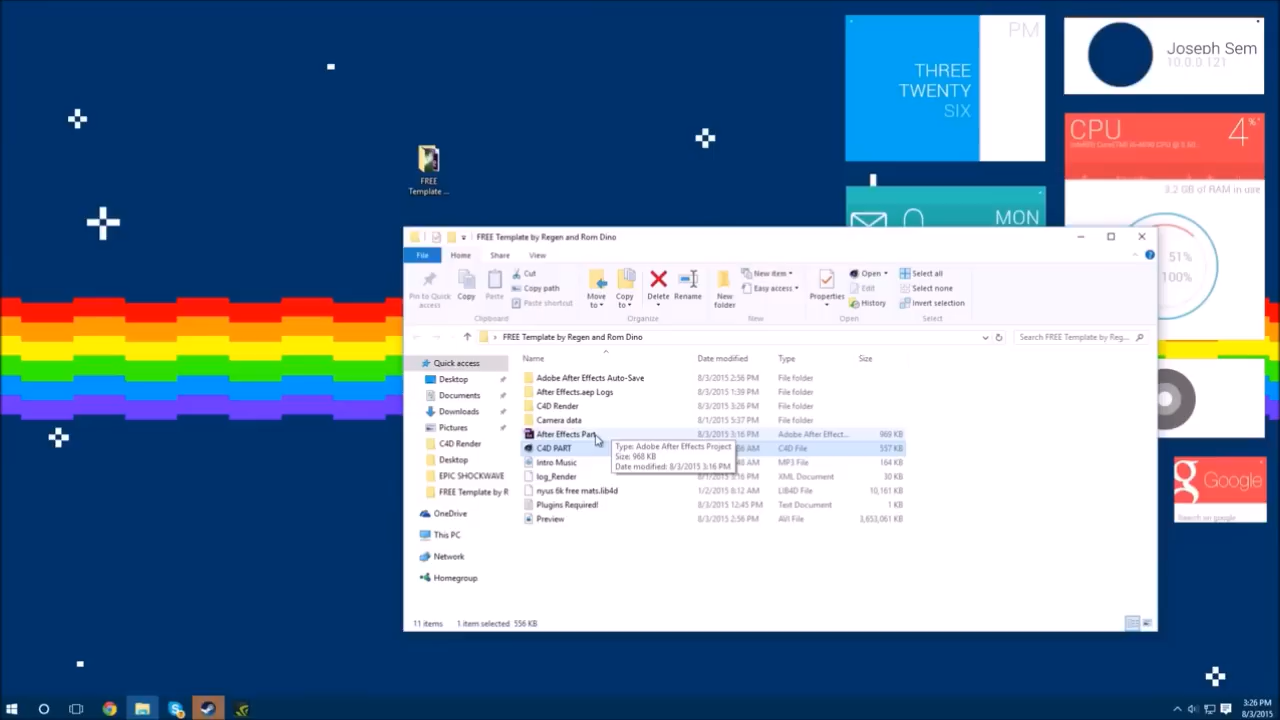 PM
THREE
TWENTY
SIX
Joseph Sem
10.0.0.121
CPU
4%
3.2 GB of RAM in use
51%
100%
MON
FREE
Template ...
FREE Template by Regen and Rom Dino
File Home Share View
Pin to Quick access
Copy
Paste
Cut
Copy path
Paste shortcut
Clipboard
Move to
Copy to
Delete
Rename
Organize
New folder
New item
Easy access
New
Properties
Open
Edit
History
Open
Select all
Select none
Invert selection
Select
FREE Template by Regen and Rom Dino
Search FREE Template by Reg...
Name Date modified Type Size
Quick access
Desktop
Documents
Downloads
Pictures
C4D Render
Desktop
EPIC SHOCKWAVE
FREE Template by R
OneDrive
This PC
Network
Homegroup
Adobe After Effects Auto-Save 8/3/2015 2:56 PM File folder
After Effects.aep Logs 8/3/2015 1:39 PM File folder
C4D Render 8/3/2015 3:26 PM File folder
Camera data 8/1/2015 5:37 PM File folder
After Effects Part 8/3/2015 3:16 PM Adobe After Effect... 969 KB
C4D PART C4D File 557 KB
Intro Music MP3 File 164 KB
log_Render XML Document 30 KB
nyus 6k free mats.lib4d 1/2/2015 8:12 AM LIB4D File 10,161 KB
Plugins Required! 8/3/2015 12:45 PM Text Document 1 KB
Preview 8/3/2015 2:56 PM AVI File 3,653,061 KB
Type: Adobe After Effects Project
Size: 968 KB
Date modified: 8/3/2015 3:16 PM
11 items 1 item selected 556 KB
Google
Search on google
3:26 PM
8/3/2015